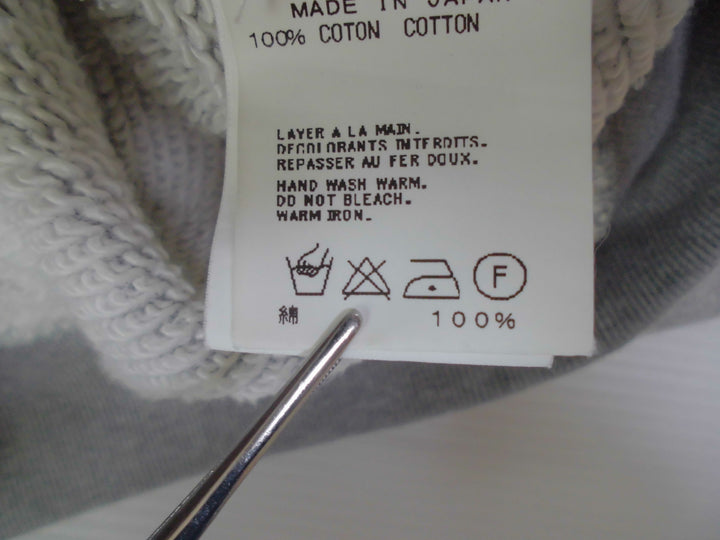 MADE IN JAPAN
100% COTON COTTON
LAVER A LA MAIN.
DECOLORANTS INTERDITS.
REPASSER AU FER DOUX.
HAND WASH WARM.
DO NOT BLEACH.
WARM IRON.
F
綿 100%